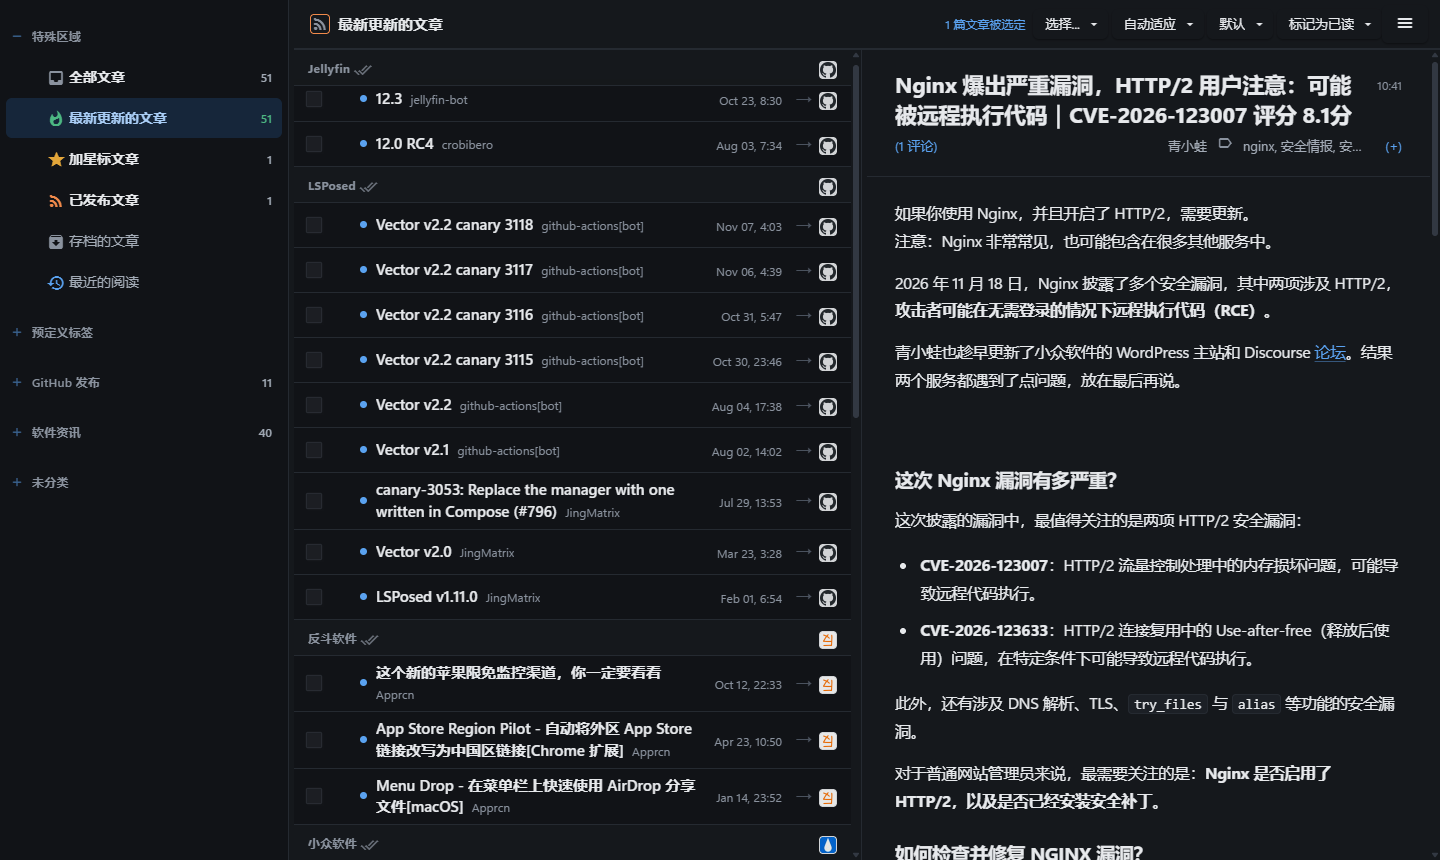 特殊区域
全部文章 51
最新更新的文章 51
加星标文章 1
已发布文章 1
存档的文章
最近的阅读
预定义标签
GitHub 发布 11
软件资讯 40
未分类
最新更新的文章
1 篇文章被选定 选择... 自动适应 默认 标记为已读
Jellyfin
12.3 jellyfin-bot Oct 23, 8:30
12.0 RC4 crobibero Aug 03, 7:34
LSPosed
Vector v2.2 canary 3118 github-actions[bot] Nov 07, 4:03
Vector v2.2 canary 3117 github-actions[bot] Nov 06, 4:39
Vector v2.2 canary 3116 github-actions[bot] Oct 31, 5:47
Vector v2.2 canary 3115 github-actions[bot] Oct 30, 23:46
Vector v2.2 github-actions[bot] Aug 04, 17:38
Vector v2.1 github-actions[bot] Aug 02, 14:02
canary-3053: Replace the manager with one
written in Compose (#796) JingMatrix Jul 29, 13:53
Vector v2.0 JingMatrix Mar 23, 3:28
LSPosed v1.11.0 JingMatrix Feb 01, 6:54
反斗软件
这个新的苹果限免监控渠道，你一定要看看
Apprcn Oct 12, 22:33
App Store Region Pilot - 自动将外区 App Store
链接改写为中国区链接[Chrome 扩展] Apprcn Apr 23, 10:50
Menu Drop - 在菜单栏上快速使用 AirDrop 分享
文件[macOS] Apprcn Jan 14, 23:52
小众软件
Nginx 爆出严重漏洞，HTTP/2 用户注意：可能
被远程执行代码｜CVE-2026-123007 评分 8.1分
10:41
(1 评论) 青小蛙 nginx, 安全情报, 安... (+)
如果你使用 Nginx，并且开启了 HTTP/2，需要更新。
注意：Nginx 非常常见，也可能包含在很多其他服务中。
2026 年 11 月 18 日，Nginx 披露了多个安全漏洞，其中两项涉及 HTTP/2，
攻击者可能在无需登录的情况下远程执行代码（RCE）。
青小蛙也趁早更新了小众软件的 WordPress 主站和 Discourse 论坛。结果
两个服务都遇到了点问题，放在最后再说。
这次 Nginx 漏洞有多严重？
这次披露的漏洞中，最值得关注的是两项 HTTP/2 安全漏洞：
CVE-2026-123007：HTTP/2 流量控制处理中的内存损坏问题，可能导
致远程代码执行。
CVE-2026-123633：HTTP/2 连接复用中的 Use-after-free（释放后使
用）问题，在特定条件下可能导致远程代码执行。
此外，还有涉及 DNS 解析、TLS、 try_files 与 alias 等功能的安全漏
洞。
对于普通网站管理员来说，最需要关注的是：Nginx 是否启用了
HTTP/2，以及是否已经安装安全补丁。
如何检查并修复 NGINX 漏洞？